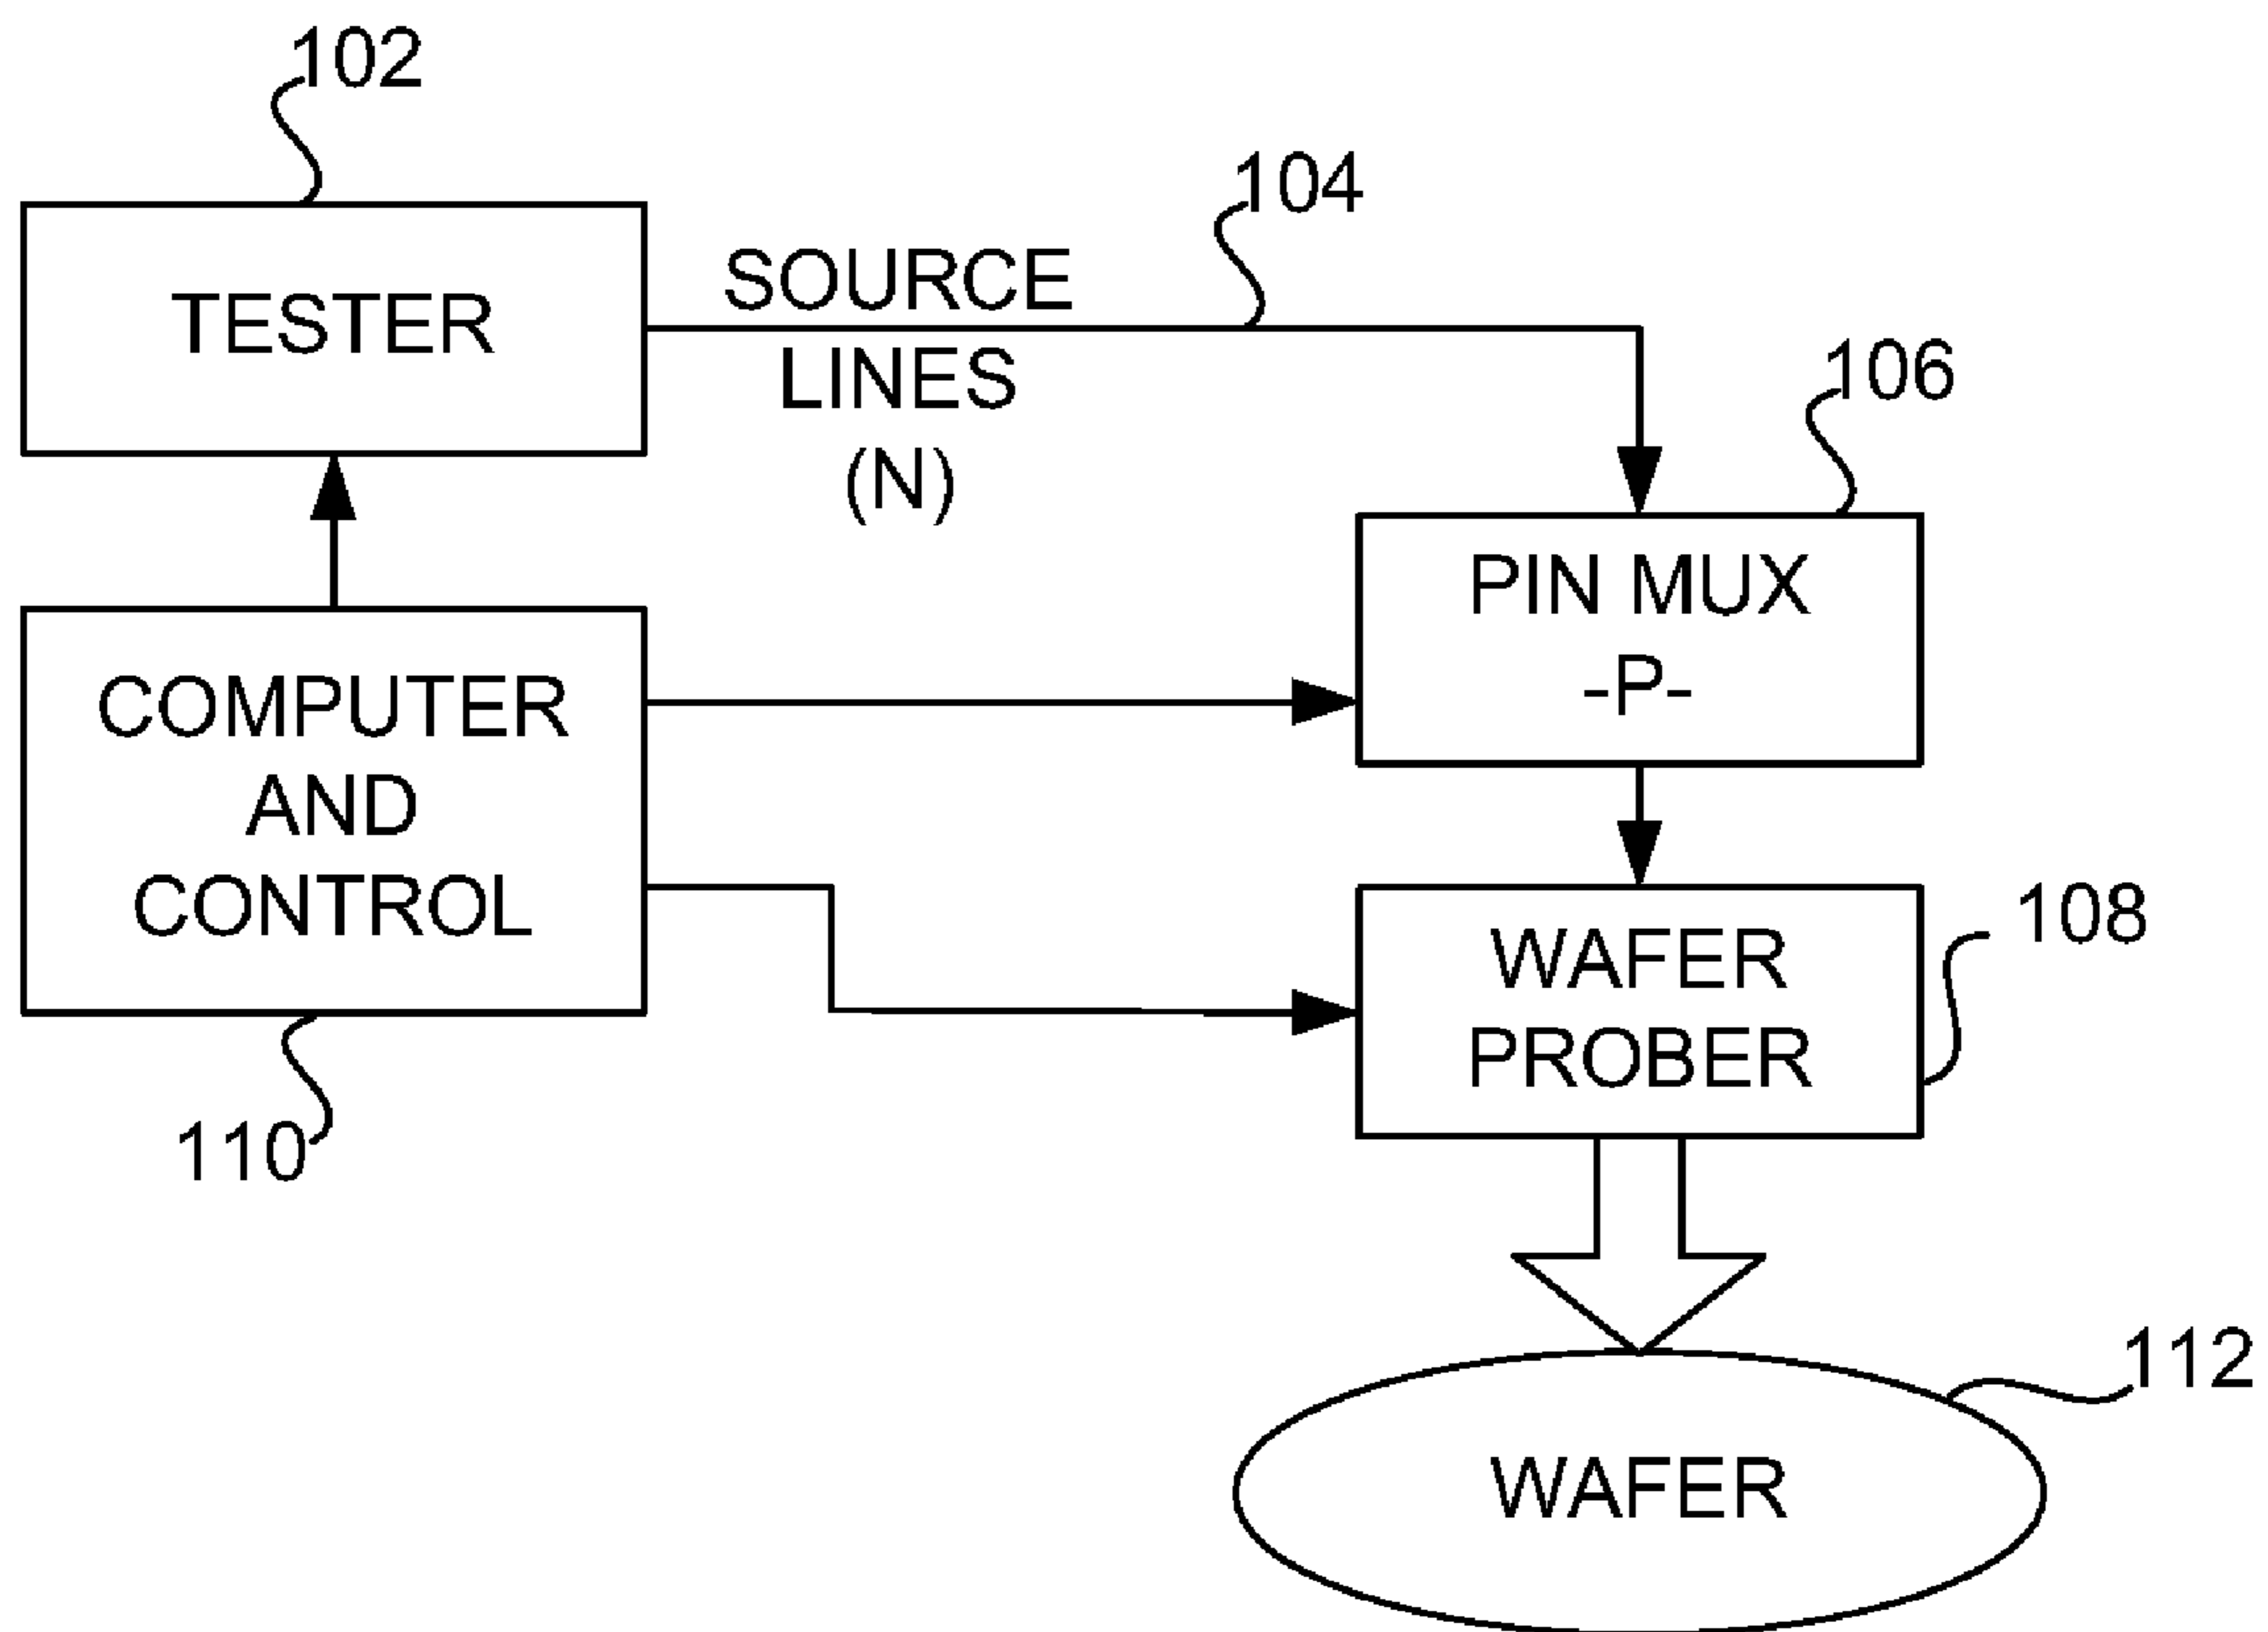 102
104
TESTER
SOURCE
LINES
(N)
106
PIN MUX
-P-
COMPUTER
AND
CONTROL
108
WAFER
PROBER
110
112
WAFER